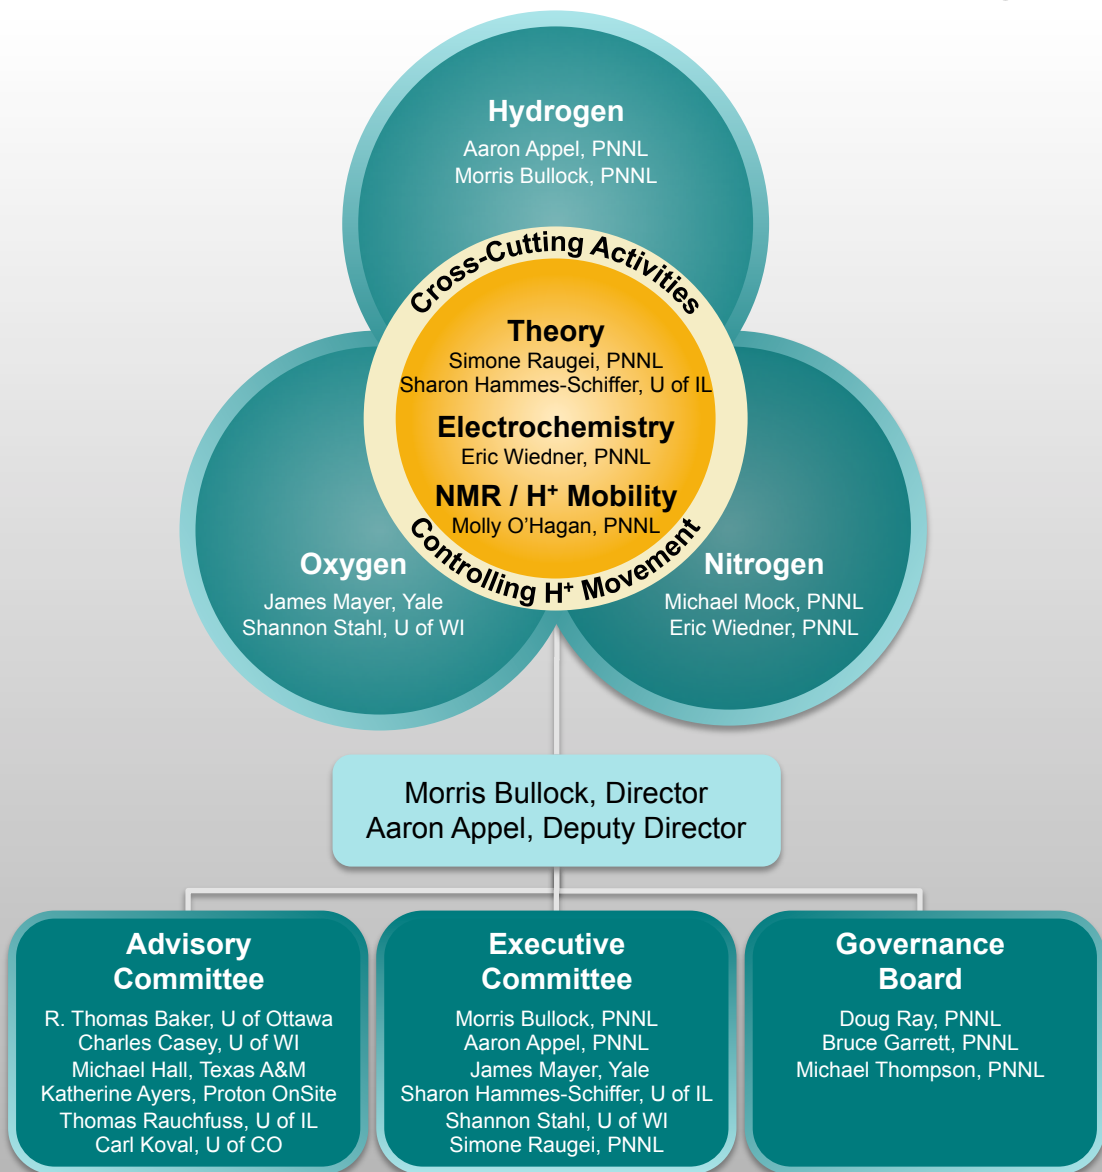 Hydrogen
Aaron Appel, PNNL
Morris Bullock, PNNL
Cross-Cutting Activities
Theory
Simone Raugei, PNNL
Sharon Hammes-Schiffer, U of IL
Electrochemistry
Eric Wiedner, PNNL
NMR / H⁺ Mobility
Molly O’Hagan, PNNL
Controlling H⁺ Movement
Oxygen
James Mayer, Yale
Shannon Stahl, U of WI
Nitrogen
Michael Mock, PNNL
Eric Wiedner, PNNL
Morris Bullock, Director
Aaron Appel, Deputy Director
Advisory
Committee
R. Thomas Baker, U of Ottawa
Charles Casey, U of WI
Michael Hall, Texas A&M
Katherine Ayers, Proton OnSite
Thomas Rauchfuss, U of IL
Carl Koval, U of CO
Executive
Committee
Morris Bullock, PNNL
Aaron Appel, PNNL
James Mayer, Yale
Sharon Hammes-Schiffer, U of IL
Shannon Stahl, U of WI
Simone Raugei, PNNL
Governance
Board
Doug Ray, PNNL
Bruce Garrett, PNNL
Michael Thompson, PNNL